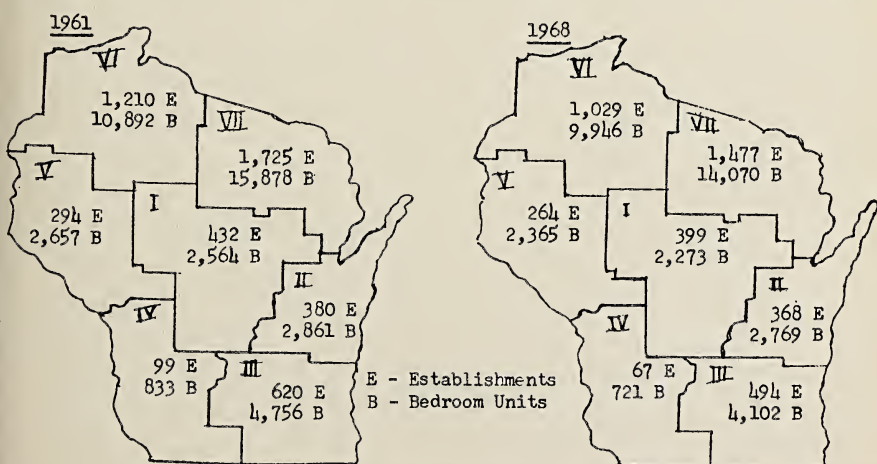 1961
VI
1,210 E
10,892 B
VII
1,725 E
15,878 B
V
294 E
2,657 B
I
432 E
2,564 B
II
380 E
2,861 B
IV
99 E
833 B
III
620 E
4,756 B
E - Establishments
B - Bedroom Units
1968
VI
1,029 E
9,946 B
VII
1,477 E
14,070 B
V
264 E
2,365 B
I
399 E
2,273 B
II
368 E
2,769 B
IV
67 E
721 B
III
494 E
4,102 B